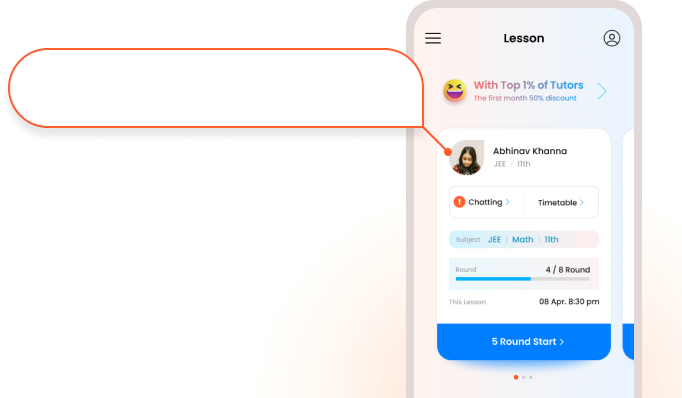 Lesson
With Top 1% of Tutors
The first month 50% discount
Abhinav Khanna
JEE / 11th
Chatting
Timetable
Subject JEE Math 11th
Round 4 / 8 Round
This Lesson 08 Apr. 8:30 pm
5 Round Start